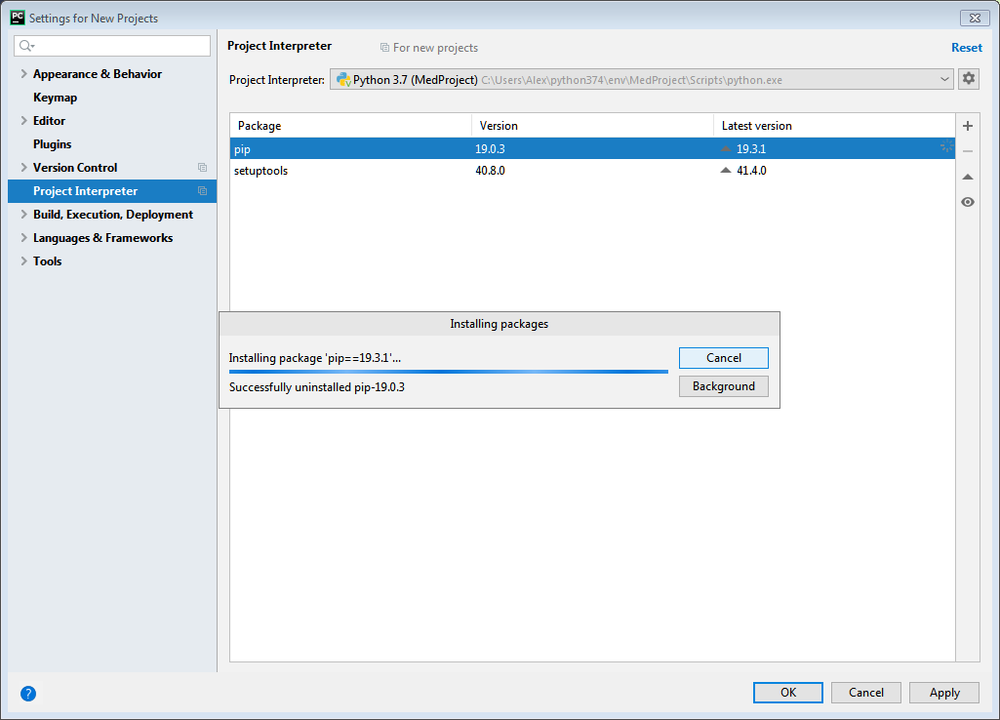 PC Settings for New Projects
Project Interpreter
For new projects
Reset
Appearance & Behavior
Keymap
Editor
Plugins
Version Control
Project Interpreter
Build, Execution, Deployment
Languages & Frameworks
Tools
Project Interpreter: Python 3.7 (MedProject) C:\Users\Alex\python374\env\MedProject\Scripts\python.exe
Package Version Latest version
pip 19.0.3 19.3.1
setuptools 40.8.0 41.4.0
Installing packages
Installing package 'pip==19.3.1'...
Cancel
Successfully uninstalled pip-19.0.3
Background
?
OK Cancel Apply